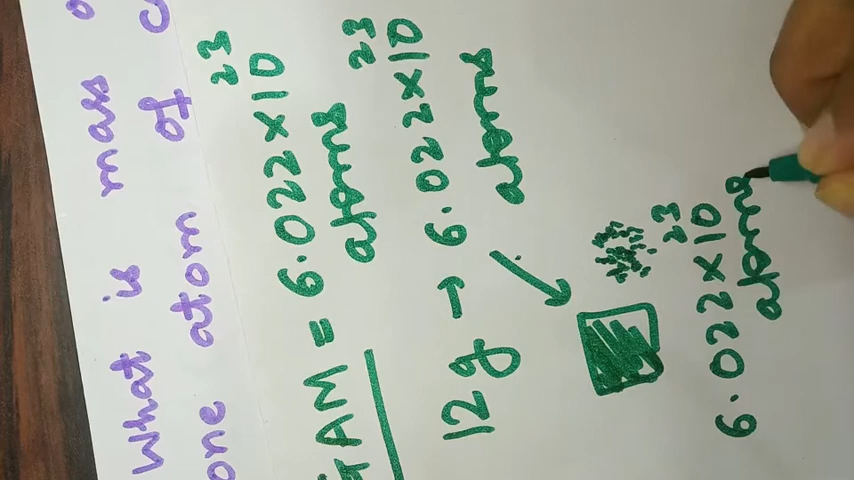 What is mass o
one atom of C
GAM = 6.022×10²³
atoms
12g → 6.022×10²³
atoms
6.022×10²³
atoms